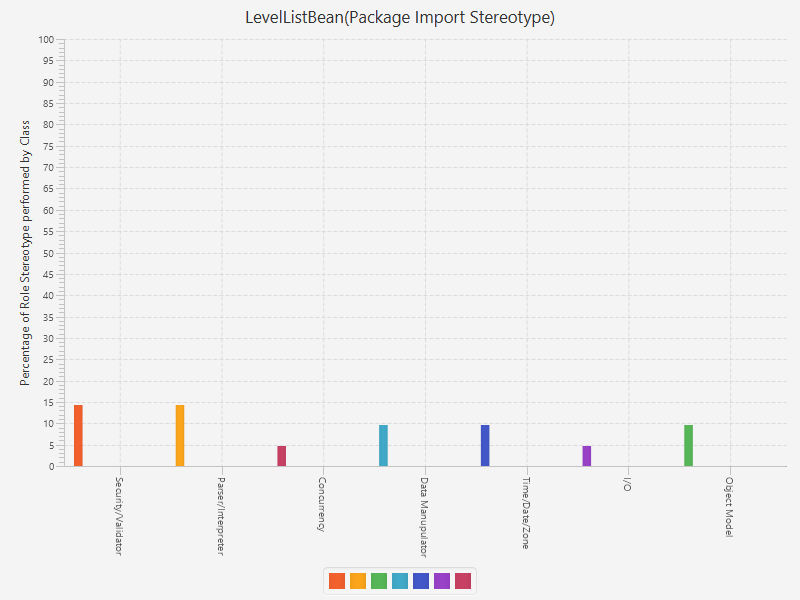 LevelListBean(Package Import Stereotype)
Percentage of Role Stereotype performed by Class
100
95
90
85
80
75
70
65
60
55
50
45
40
35
30
25
20
15
10
5
0
Security/Validator
Parser/Interpreter
Concurrency
Data Manupulator
Time/Date/Zone
I/O
Object Model